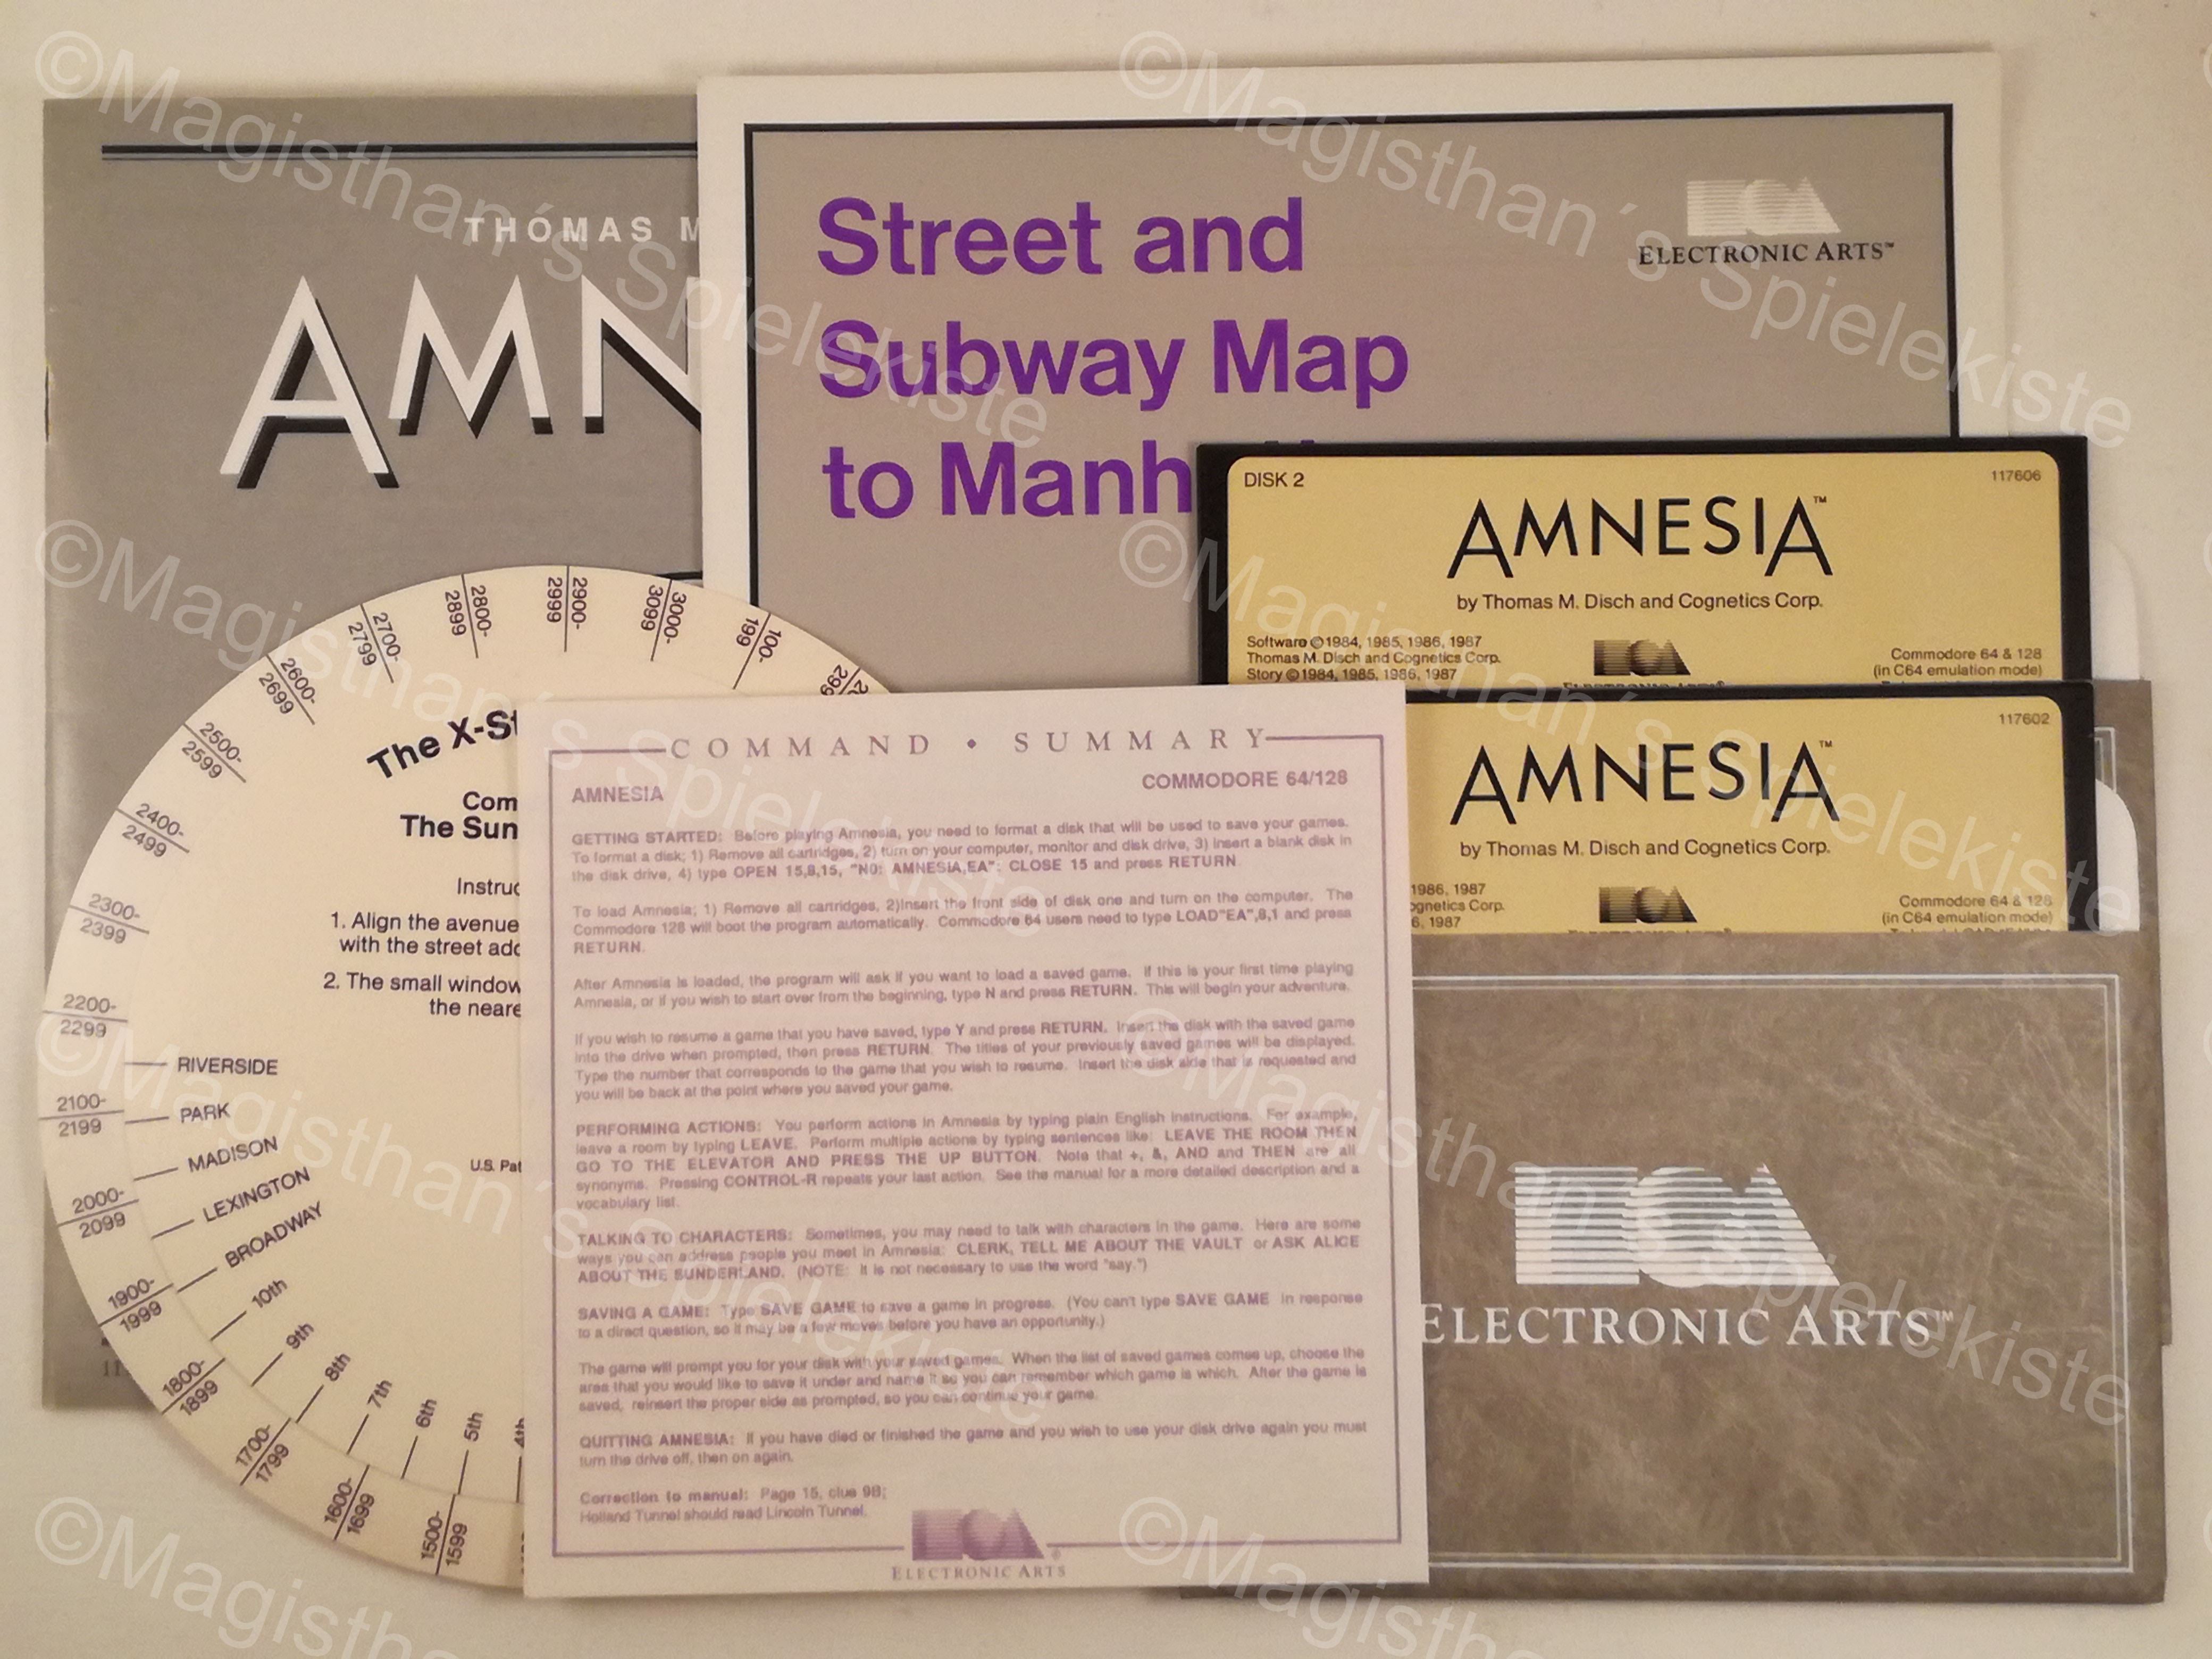 THOMAS M
AMN
Street and
Subway Map
to Manh
ELECTRONIC ARTS™
DISK 2
117606
AMNESIA™
by Thomas M. Disch and Cognetics Corp.
Software ©1984, 1985, 1986, 1987
Thomas M. Disch and Cognetics Corp.
Story ©1984, 1985, 1986, 1987
Commodore 64 & 128
(in C64 emulation mode)
117602
AMNESIA™
by Thomas M. Disch and Cognetics Corp.
1986, 1987
ognetics Corp.
6, 1987
Commodore 64 & 128
(in C64 emulation mode)
ELECTRONIC ARTS™
The X-St
Com
The Sun
Instruc
1. Align the avenue
with the street add
2. The small window
the neare
U.S. Pat
100-
199
3000-
3099
2900-
2999
2800-
2899
2700-
2799
2600-
2699
2500-
2599
2400-
2499
2300-
2399
2200-
2299
2100-
2199
2000-
2099
1900-
1999
1800-
1899
1700-
1799
1600-
1699
1500-
1599
RIVERSIDE
PARK
MADISON
LEXINGTON
BROADWAY
10th
9th
8th
7th
6th
5th
4th
COMMAND • SUMMARY
AMNESIA
COMMODORE 64/128
GETTING STARTED: Before playing Amnesia, you need to format a disk that will be used to save your games.
To format a disk; 1) Remove all cartridges, 2) turn on your computer, monitor and disk drive, 3) Insert a blank disk in
the disk drive, 4) type OPEN 15,8,15, "N0: AMNESIA,EA": CLOSE 15 and press RETURN
To load Amnesia; 1) Remove all cartridges, 2)Insert the front side of disk one and turn on the computer. The
Commodore 128 will boot the program automatically. Commodore 64 users need to type LOAD"EA",8,1 and press
RETURN.
After Amnesia is loaded, the program will ask if you want to load a saved game. If this is your first time playing
Amnesia, or if you wish to start over from the beginning, type N and press RETURN. This will begin your adventure.
If you wish to resume a game that you have saved, type Y and press RETURN. Insert the disk with the saved game
into the drive when prompted, then press RETURN. The titles of your previously saved games will be displayed.
Type the number that corresponds to the game that you wish to resume. Insert the disk side that is requested and
you will be back at the point where you saved your game.
PERFORMING ACTIONS: You perform actions in Amnesia by typing plain English instructions. For example,
leave a room by typing LEAVE. Perform multiple actions by typing sentences like: LEAVE THE ROOM THEN
GO TO THE ELEVATOR AND PRESS THE UP BUTTON. Note that +, &, AND and THEN are all
synonyms. Pressing CONTROL-R repeats your last action. See the manual for a more detailed description and a
vocabulary list.
TALKING TO CHARACTERS: Sometimes, you may need to talk with characters in the game. Here are some
ways you can address people you meet in Amnesia: CLERK, TELL ME ABOUT THE VAULT or ASK ALICE
ABOUT THE SUNDERLAND. (NOTE: It is not necessary to use the word "say.")
SAVING A GAME: Type SAVE GAME to save a game in progress. (You can't type SAVE GAME in response
to a direct question, so it may be a few moves before you have an opportunity.)
The game will prompt you for your disk with your saved games. When the list of saved games comes up, choose the
area that you would like to save it under and name it so you can remember which game is which. After the game is
saved, reinsert the proper side as prompted, so you can continue your game.
QUITTING AMNESIA: If you have died or finished the game and you wish to use your disk drive again you must
turn the drive off, then on again.
Correction to manual: Page 15, clue 9B;
Holland Tunnel should read Lincoln Tunnel.
ELECTRONIC ARTS
©Magisthan´s Spielekiste
©Magisthan´s Spielekiste
©Magisthan´s Spielekiste
©Magisthan´s Spielekiste
©Magisthan´s Spielekiste
©Magisthan´s Spielekiste
©Magisthan
©Magisthan